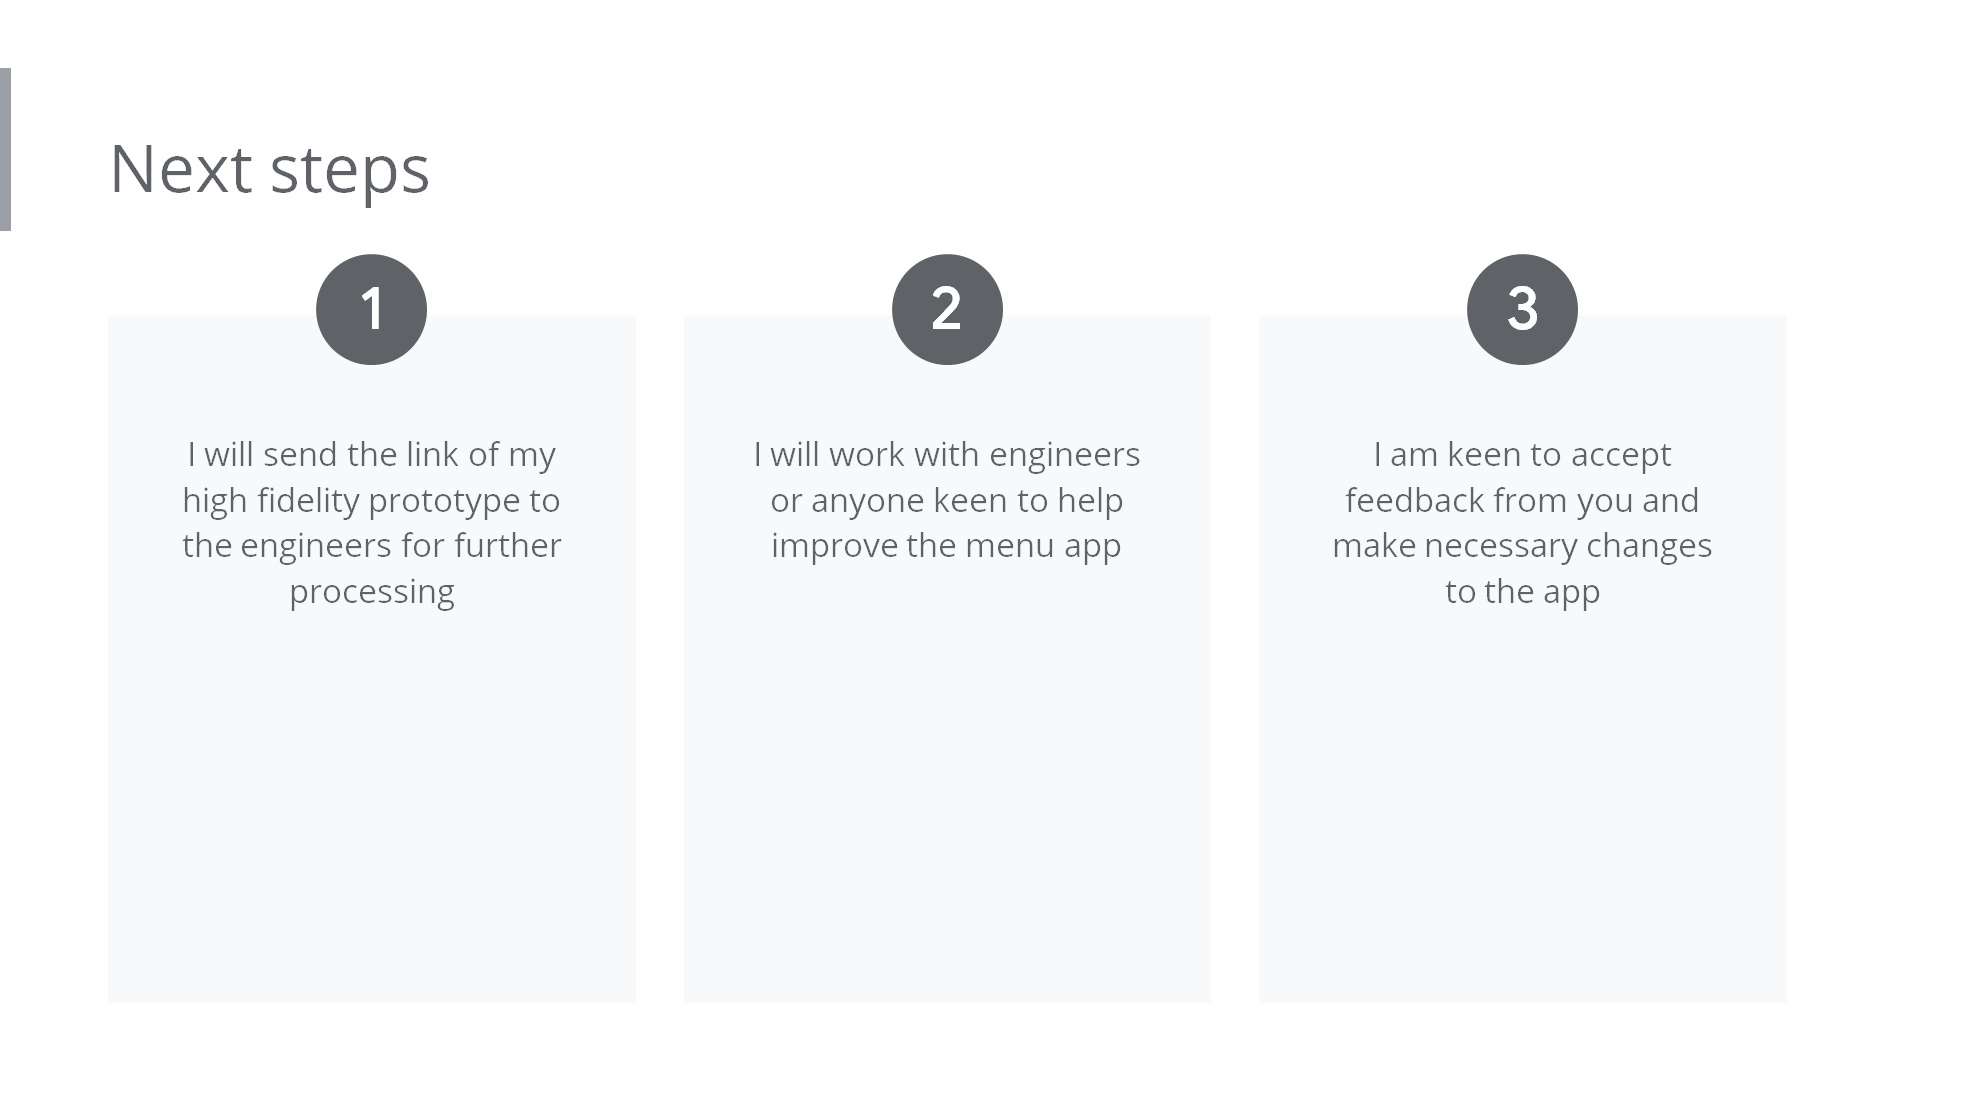 Next steps
1
I will send the link of my
high fidelity prototype to
the engineers for further
processing
2
I will work with engineers
or anyone keen to help
improve the menu app
3
I am keen to accept
feedback from you and
make necessary changes
to the app